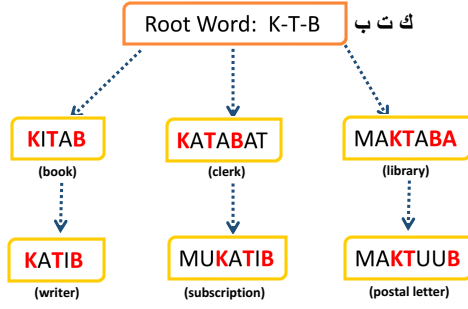 Root Word: K-T-B ك ت ب
KITAB KATABAT MAKTABA
(book) (clerk) (library)
KATIB MUKATIB MAKTUUB
(writer) (subscription) (postal letter)